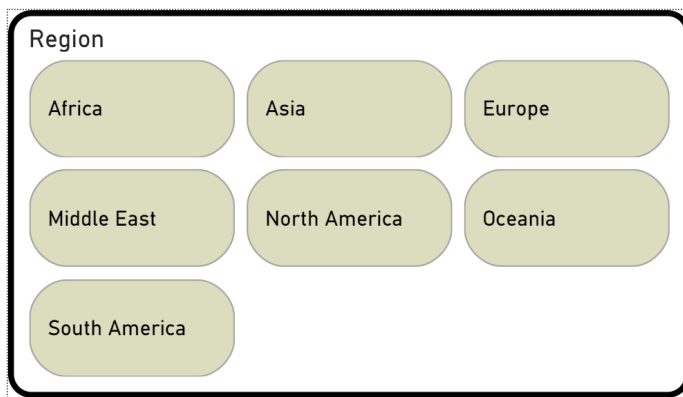 Region
Africa
Asia
Europe
Middle East
North America
Oceania
South America